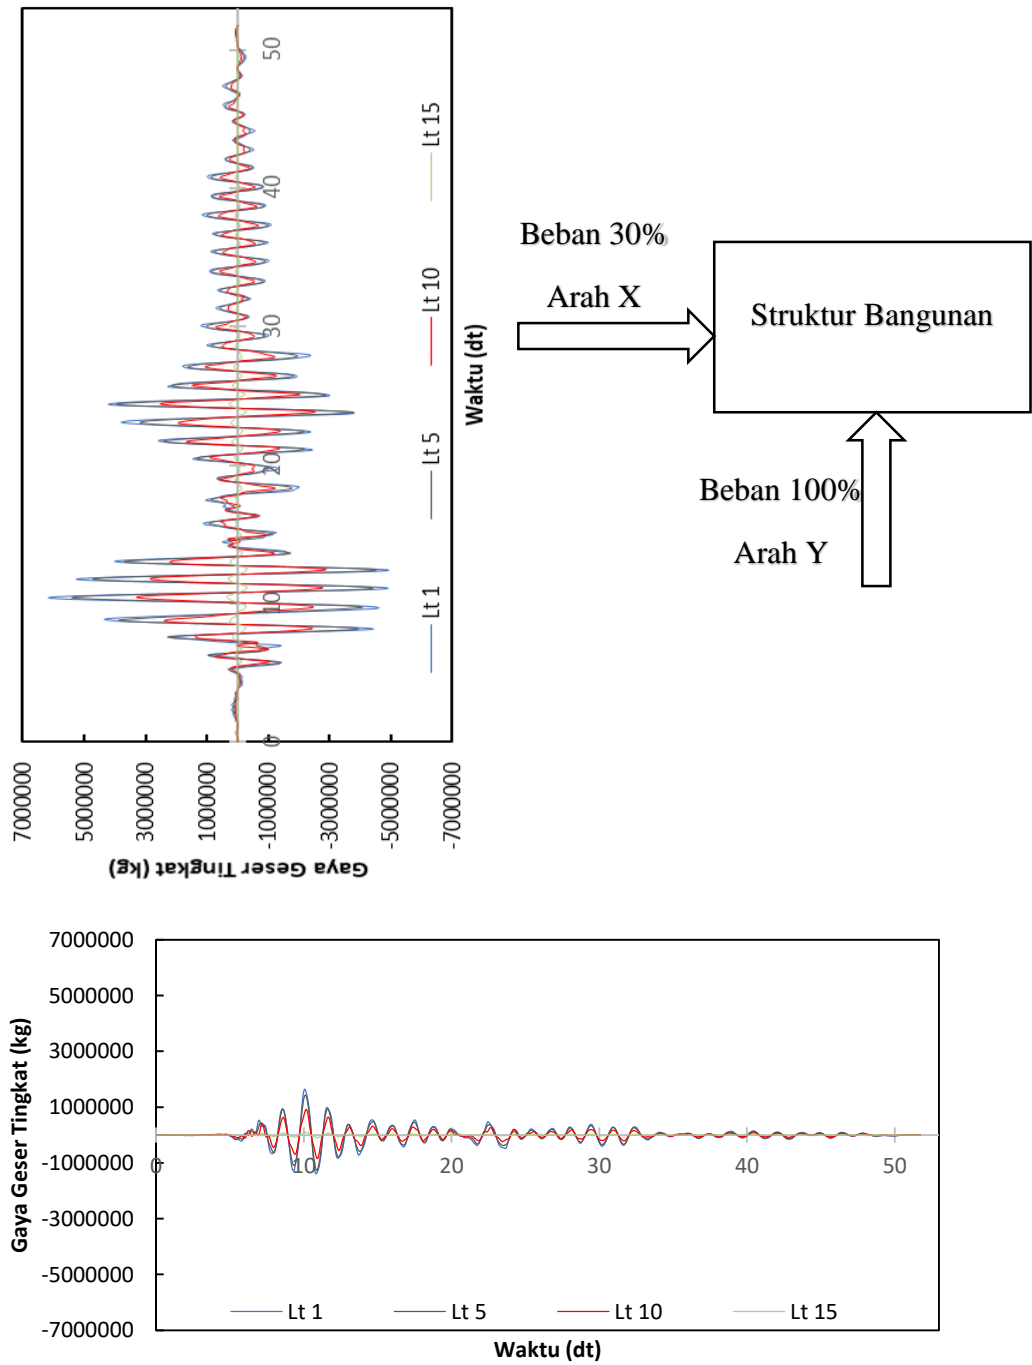 50
40
30
20
10
0
Lt 15
Lt 10
Lt 5
Lt 1
Waktu (dt)
7000000
5000000
3000000
1000000
-1000000
-3000000
-5000000
-7000000
Gaya Geser Tingkat (kg)
Beban 30%
Arah X
Struktur Bangunan
Beban 100%
Arah Y
7000000
5000000
3000000
1000000
-1000000
-3000000
-5000000
-7000000
Gaya Geser Tingkat (kg)
0 10 20 30 40 50
Lt 1 Lt 5 Lt 10 Lt 15
Waktu (dt)